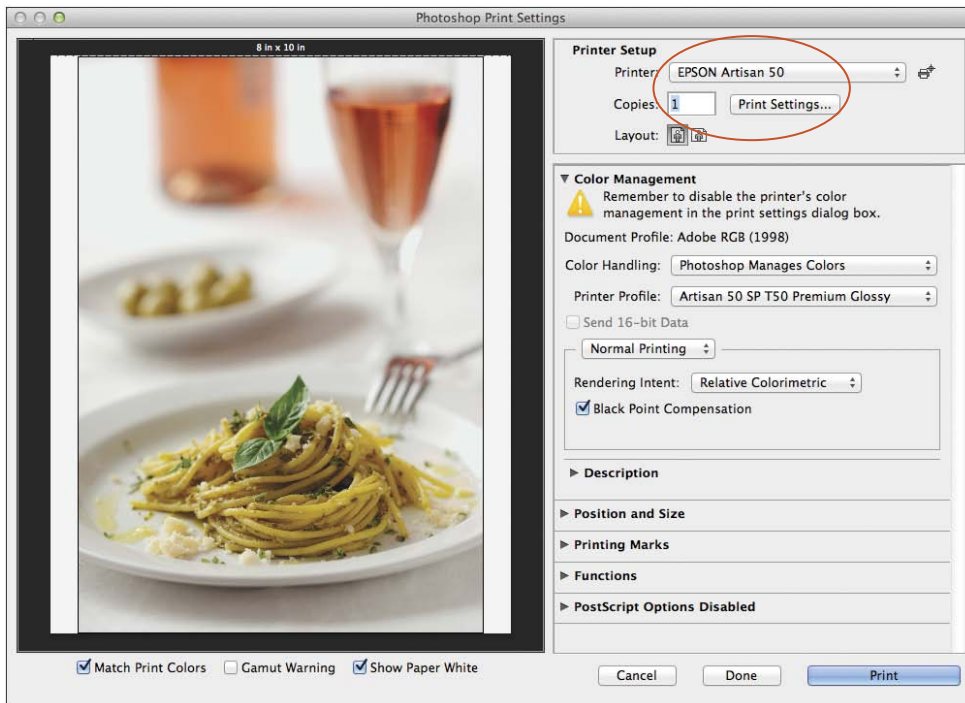 Photoshop Print Settings
8 in x 10 in
Printer Setup
Printer: EPSON Artisan 50
Copies: 1 Print Settings...
Layout:
Color Management
Remember to disable the printer's color
management in the print settings dialog box.
Document Profile: Adobe RGB (1998)
Color Handling: Photoshop Manages Colors
Printer Profile: Artisan 50 SP T50 Premium Glossy
Send 16-bit Data
Normal Printing
Rendering Intent: Relative Colorimetric
Black Point Compensation
Description
Position and Size
Printing Marks
Functions
PostScript Options Disabled
Match Print Colors Gamut Warning Show Paper White
Cancel Done Print